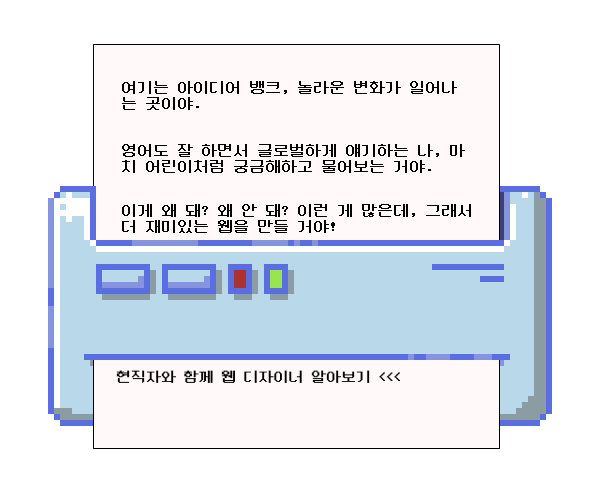 여기는 아이디어 뱅크, 놀라운 변화가 일어나
는 곳이야.
영어도 잘 하면서 글로벌하게 얘기하는 나, 마
치 어린이처럼 궁금해하고 물어보는 거야.
이게 왜 돼? 왜 안 돼? 이런 게 많은데, 그래서
더 재미있는 웹을 만들 거야!
현직자와 함께 웹 디자이너 알아보기 <<<